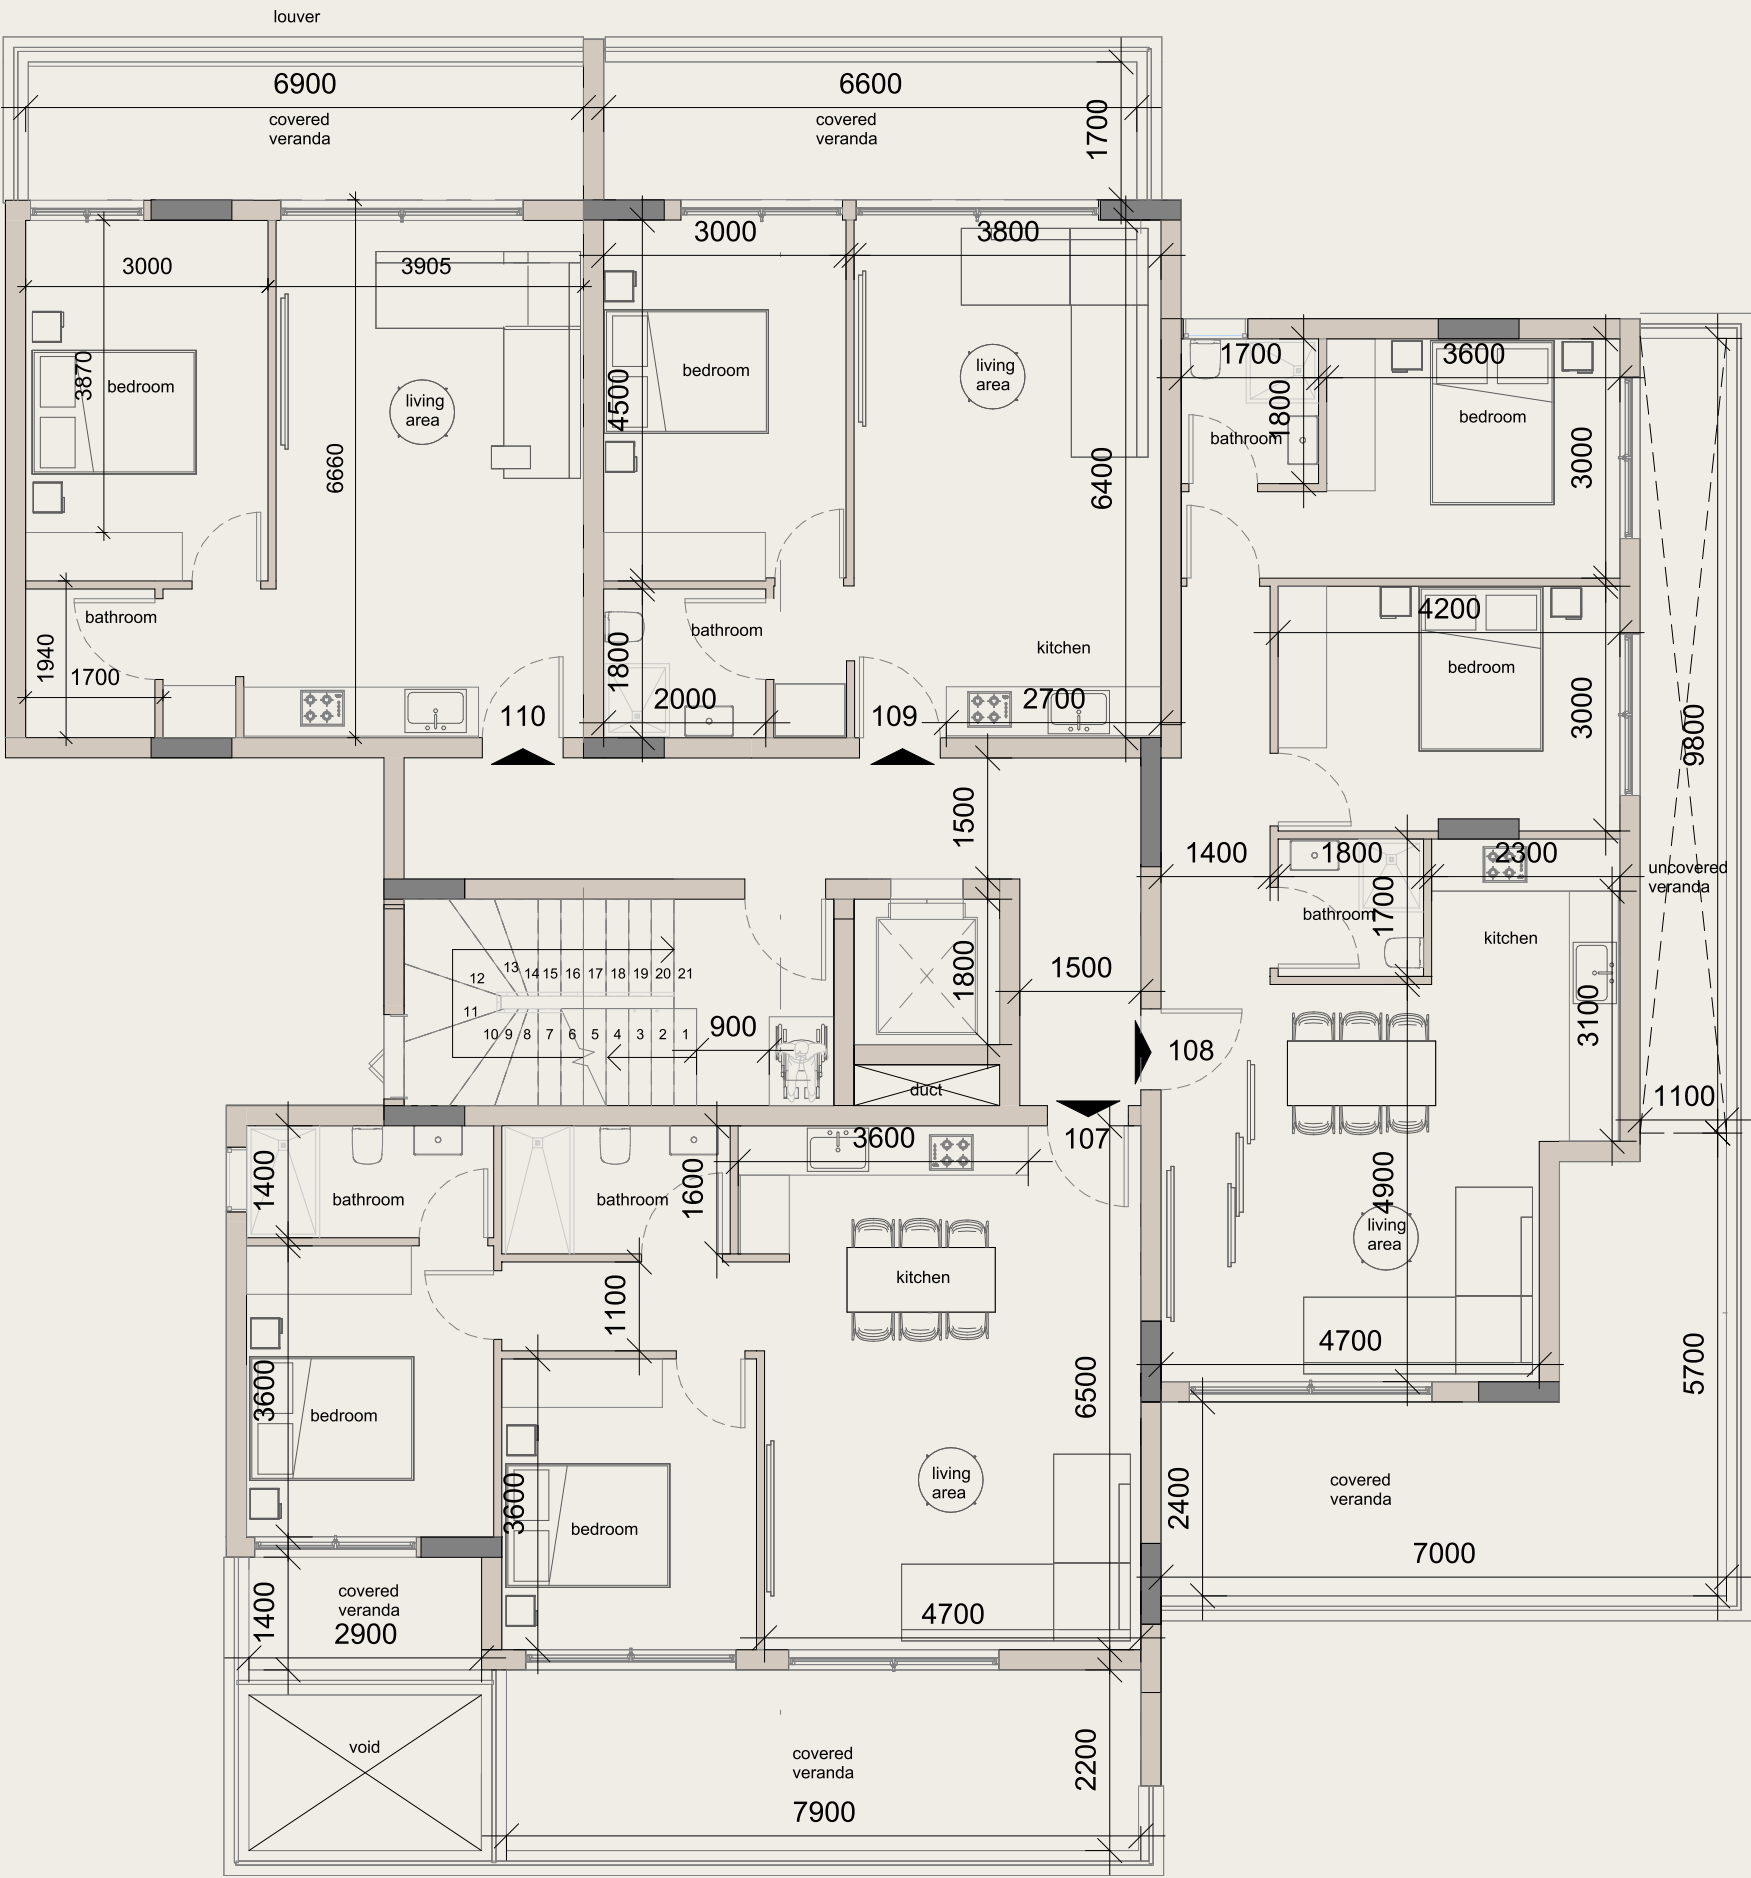 louver
6900
6600
covered
veranda
covered
veranda
1700
3000
3905
3000
3800
3870
bedroom
living
area
6660
4500
bedroom
living
area
6400
1700
3600
1800
bathroom
bedroom
3000
bathroom
1940
1700
bathroom
1800
2000
kitchen
2700
110
109
4200
bedroom
3000
9800
1500
1400
1800
2300
uncovered
veranda
1700
bathroom
kitchen
12
13
14
15
16
17
18
19
20
21
11
10
9
8
7
6
5
4
3
2
1
900
1800
1500
duct
108
3100
1100
3600
107
1400
bathroom
bathroom
1600
4900
living
area
kitchen
1100
4700
5700
3600
bedroom
6500
3600
bedroom
living
area
2400
covered
veranda
7000
1400
covered
veranda
2900
4700
void
covered
veranda
2200
7900